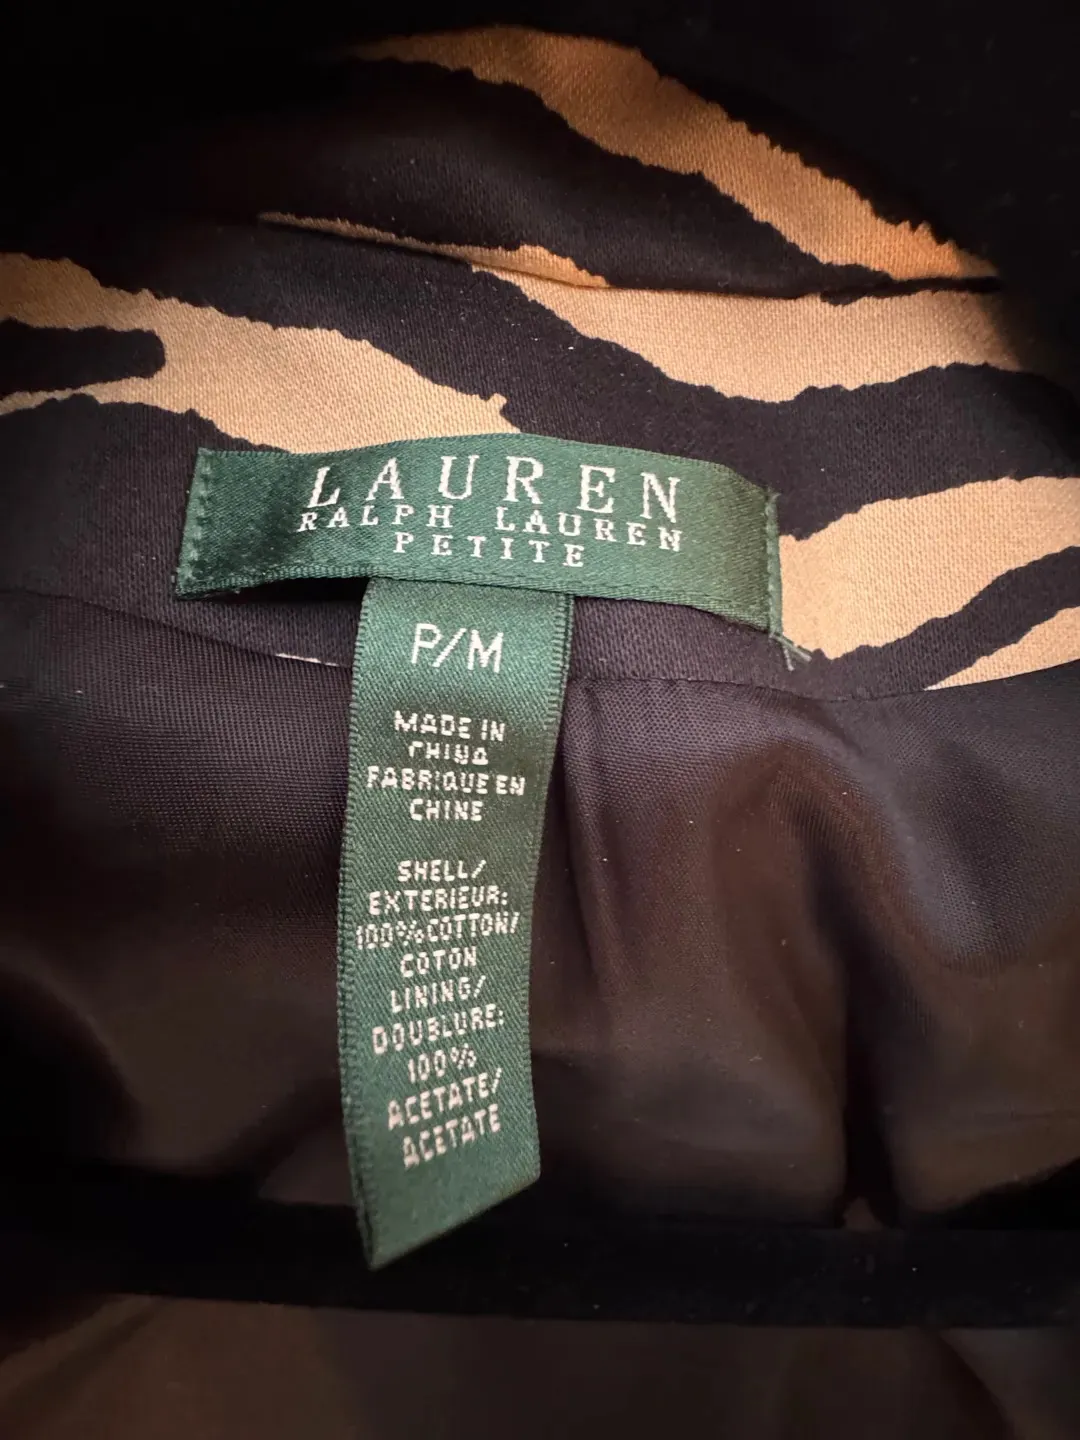 LAUREN
RALPH LAUREN
PETITE
P/M
MADE IN
CHINA
FABRIQUE EN
CHINE
SHELL/
EXTERIEUR:
100%COTTON/
COTON
LINING/
DOUBLURE:
100%
ACETATE/
ACETATE